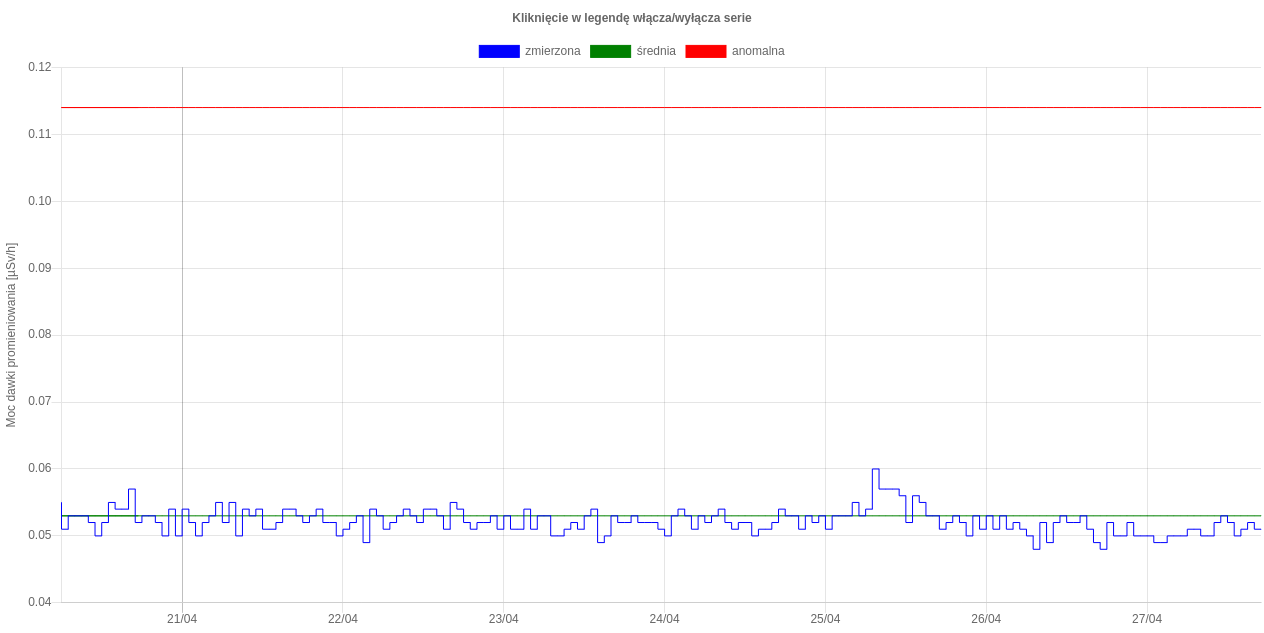 Kliknięcie w legendę włącza/wyłącza serie
zmierzona średnia anomalna
Moc dawki promieniowania [µSv/h]
0.12
0.11
0.10
0.09
0.08
0.07
0.06
0.05
0.04
21/04 22/04 23/04 24/04 25/04 26/04 27/04